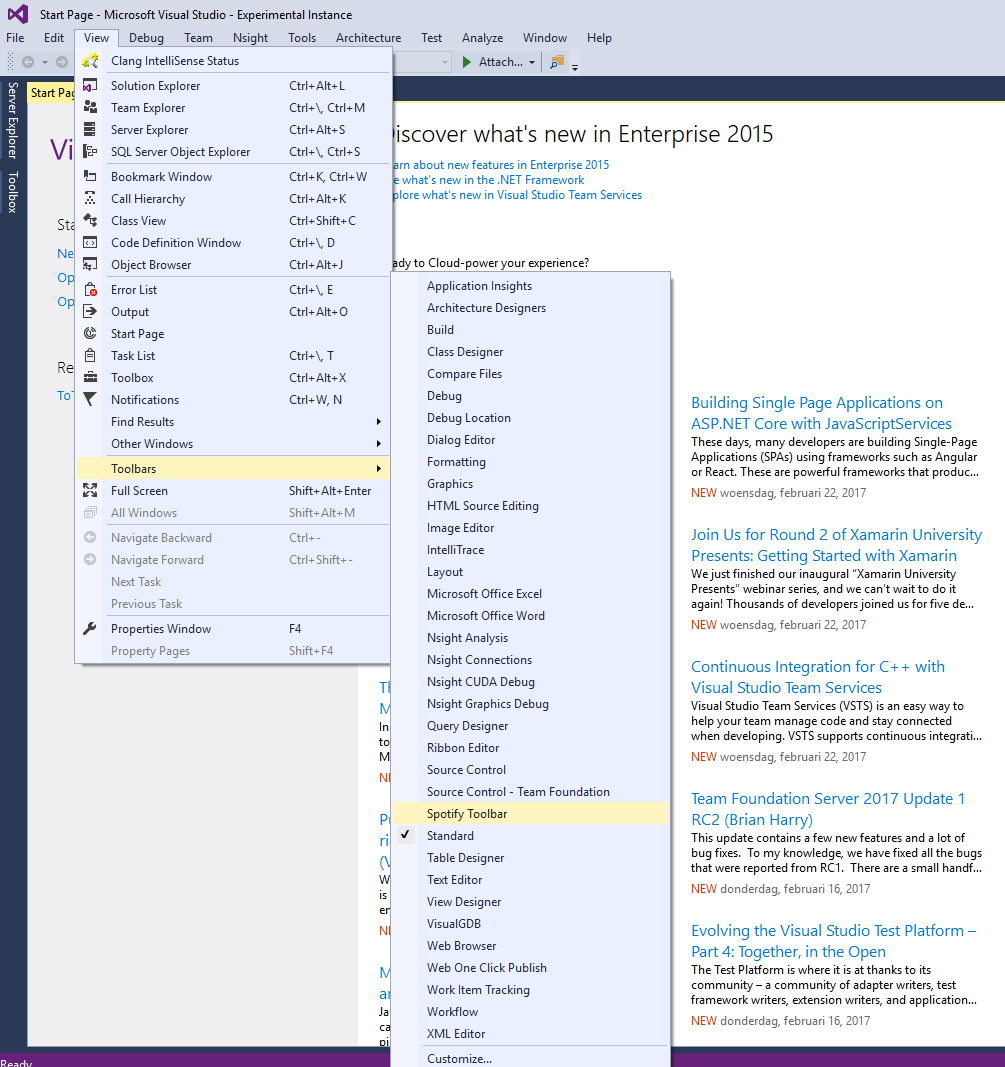 Start Page - Microsoft Visual Studio - Experimental Instance
File Edit View Debug Team Nsight Tools Architecture Test Analyze Window Help
Attach...
Server Explorer
Toolbox
Start Pag
Vi
Sta
Ne
Op
Op
Re
To
Clang IntelliSense Status
Solution Explorer Ctrl+Alt+L
Team Explorer Ctrl+\, Ctrl+M
Server Explorer Ctrl+Alt+S
SQL Server Object Explorer Ctrl+\, Ctrl+S
Bookmark Window Ctrl+K, Ctrl+W
Call Hierarchy Ctrl+Alt+K
Class View Ctrl+Shift+C
Code Definition Window Ctrl+\, D
Object Browser Ctrl+Alt+J
Error List Ctrl+\, E
Output Ctrl+Alt+O
Start Page
Task List Ctrl+\, T
Toolbox Ctrl+Alt+X
Notifications Ctrl+W, N
Find Results
Other Windows
Toolbars
Full Screen Shift+Alt+Enter
All Windows Shift+Alt+M
Navigate Backward Ctrl+-
Navigate Forward Ctrl+Shift+-
Next Task
Previous Task
Properties Window F4
Property Pages Shift+F4
iscover what's new in Enterprise 2015
arn about new features in Enterprise 2015
e what's new in the .NET Framework
plore what's new in Visual Studio Team Services
ady to Cloud-power your experience?
Application Insights
Architecture Designers
Build
Class Designer
Compare Files
Debug
Debug Location
Dialog Editor
Formatting
Graphics
HTML Source Editing
Image Editor
IntelliTrace
Layout
Microsoft Office Excel
Microsoft Office Word
Nsight Analysis
Nsight Connections
Nsight CUDA Debug
Nsight Graphics Debug
Query Designer
Ribbon Editor
Source Control
Source Control - Team Foundation
Spotify Toolbar
Standard
Table Designer
Text Editor
View Designer
VisualGDB
Web Browser
Web One Click Publish
Work Item Tracking
Workflow
XML Editor
Customize...
Building Single Page Applications on
ASP.NET Core with JavaScriptServices
These days, many developers are building Single-Page
Applications (SPAs) using frameworks such as Angular
or React. These are powerful frameworks that produc...
NEW woensdag, februari 22, 2017
Join Us for Round 2 of Xamarin University
Presents: Getting Started with Xamarin
We just finished our inaugural “Xamarin University
Presents” webinar series, and we can’t wait to do it
again! Thousands of developers joined us for five de...
NEW woensdag, februari 22, 2017
Continuous Integration for C++ with
Visual Studio Team Services
Visual Studio Team Services (VSTS) is an easy way to
help your team manage code and stay connected
when developing. VSTS supports continuous integrati...
NEW woensdag, februari 22, 2017
Team Foundation Server 2017 Update 1
RC2 (Brian Harry)
This update contains a few new features and a lot of
bug fixes. To my knowledge, we have fixed all the bugs
that were reported from RC1. There are a small handf...
NEW donderdag, februari 16, 2017
Evolving the Visual Studio Test Platform –
Part 4: Together, in the Open
The Test Platform is where it is at thanks to its
community – a community of adapter writers, test
framework writers, extension writers, and application...
NEW donderdag, februari 16, 2017
Ready